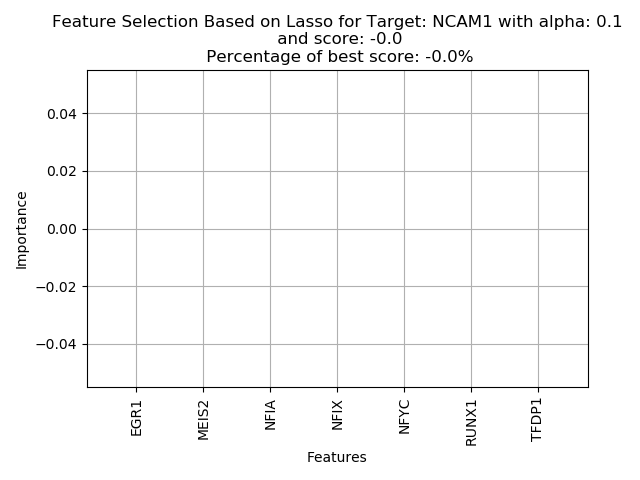 Feature Selection Based on Lasso for Target: NCAM1 with alpha: 0.1
and score: -0.0
Percentage of best score: -0.0%
0.04
0.02
0.00
−0.02
−0.04
Importance
EGR1
MEIS2
NFIA
NFIX
NFYC
RUNX1
TFDP1
Features